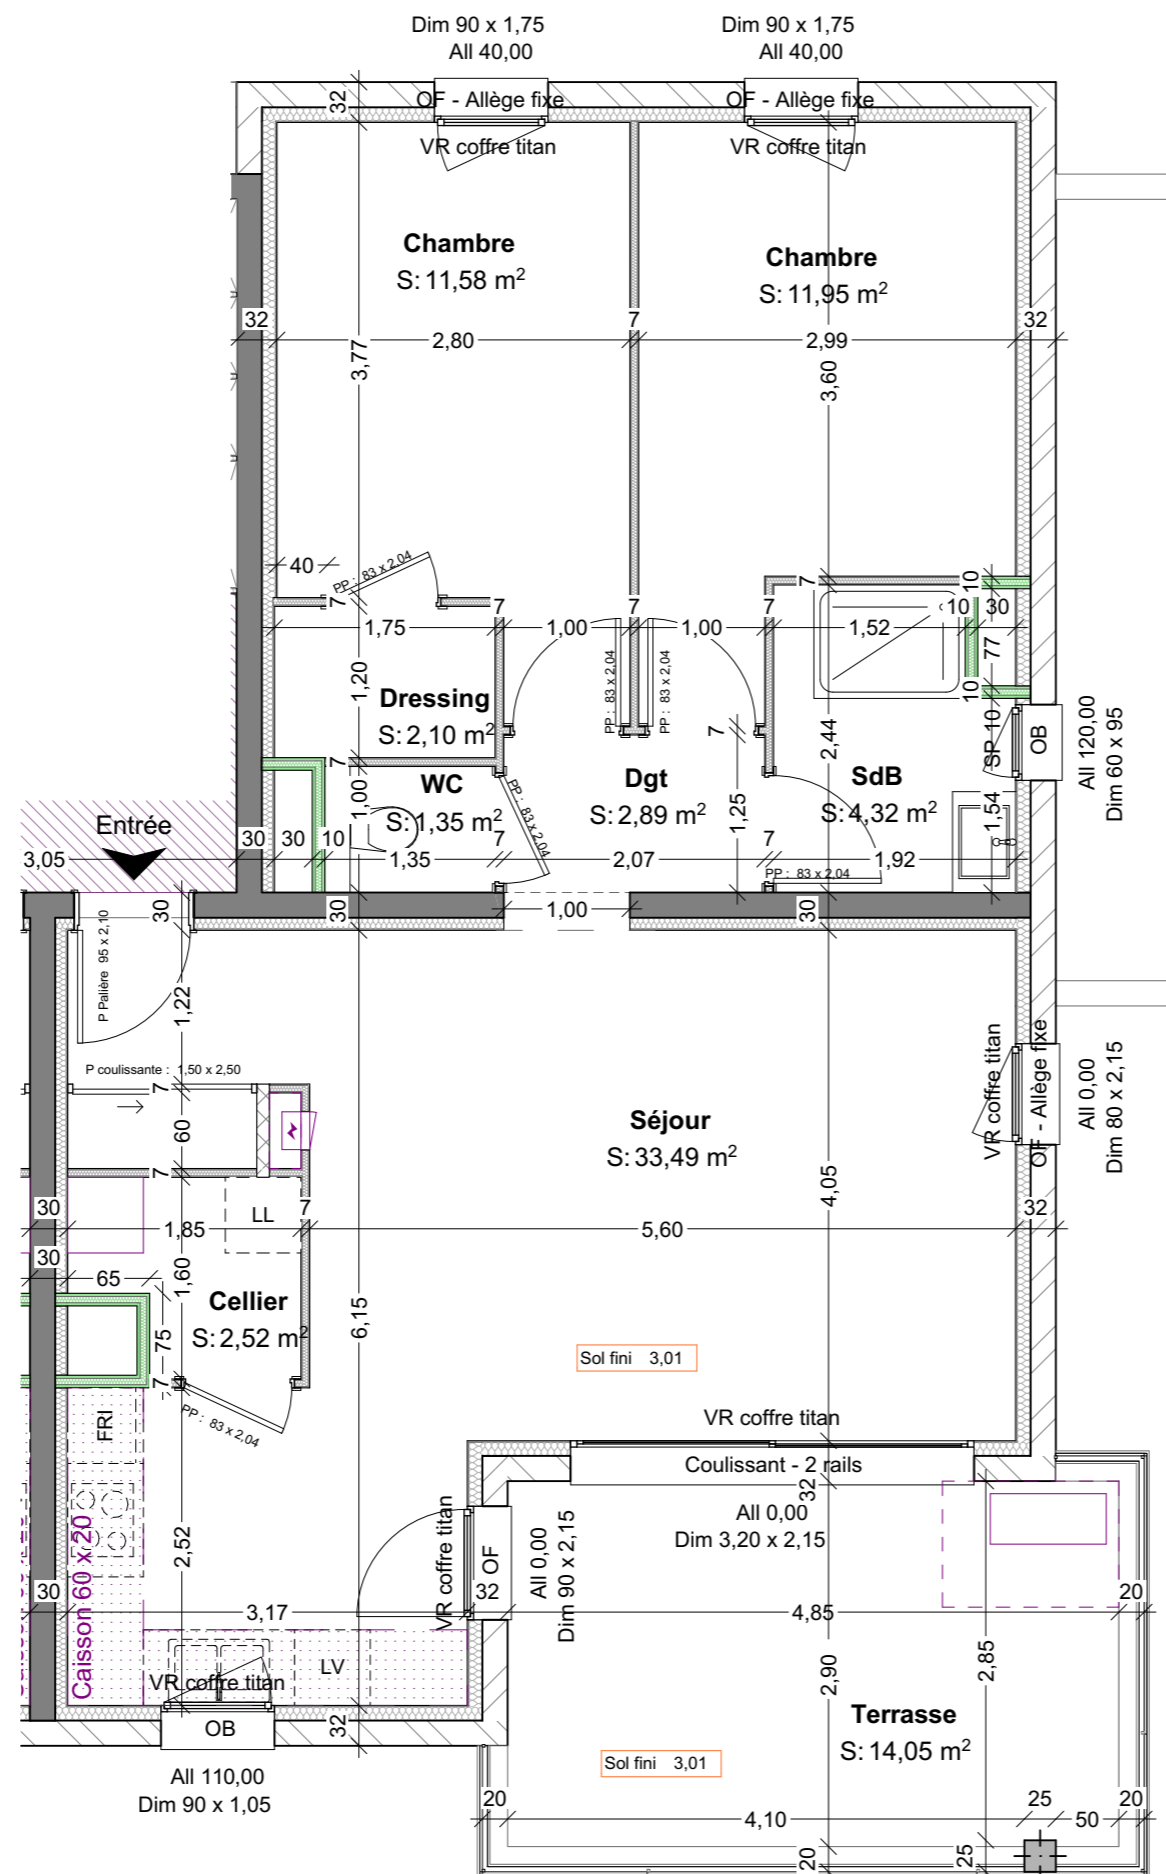 Dim 90 x 1,75
All 40,00
Dim 90 x 1,75
All 40,00
32
OF - Allège fixe
VR coffre titan
OF - Allège fixe
VR coffre titan
Chambre
S: 11,58 m²
Chambre
S: 11,95 m²
32
2,80
7
2,99
32
3,77
3,60
40
PP : 83 x 2,04
7
7
10
7
7
7
10
30
1,75
1,00
1,00
1,52
77
PP : 83 x 2,04
PP : 83 x 2,04
10
1,20
Dressing
S: 2,10 m²
7
2,44
SP 10
OB
All 120,00
Dim 60 x 95
7
WC
S: 1,35 m²
1,00
PP : 83 x 2,04
Dgt
S: 2,89 m²
1,25
SdB
S: 4,32 m²
1,54
Entrée
3,05
30
30
10
1,35
7
2,07
7
1,92
PP : 83 x 2,04
30
30
1,00
30
P Palière 95 x 2,10
1,22
P coulissante : 1,50 x 2,50
7
60
7
Séjour
S: 33,49 m²
VR coffre titan
OF - Allège fixe
All 0,00
Dim 80 x 2,15
4,05
30
1,85
LL
7
5,60
32
30
65
1,60
Cellier
S: 2,52 m²
6,15
75
7
Sol fini 3,01
PP : 83 x 2,04
FRI
VR coffre titan
Coulissant - 2 rails
32
All 0,00
Dim 3,20 x 2,15
Caisson 60 x 20
2,52
VR coffre titan
OF
All 0,00
Dim 90 x 2,15
30
3,17
32
4,85
20
2,90
2,85
LV
VR coffre titan
OB
32
Terrasse
S: 14,05 m²
Sol fini 3,01
All 110,00
Dim 90 x 1,05
20
4,10
25
50
20
20
25